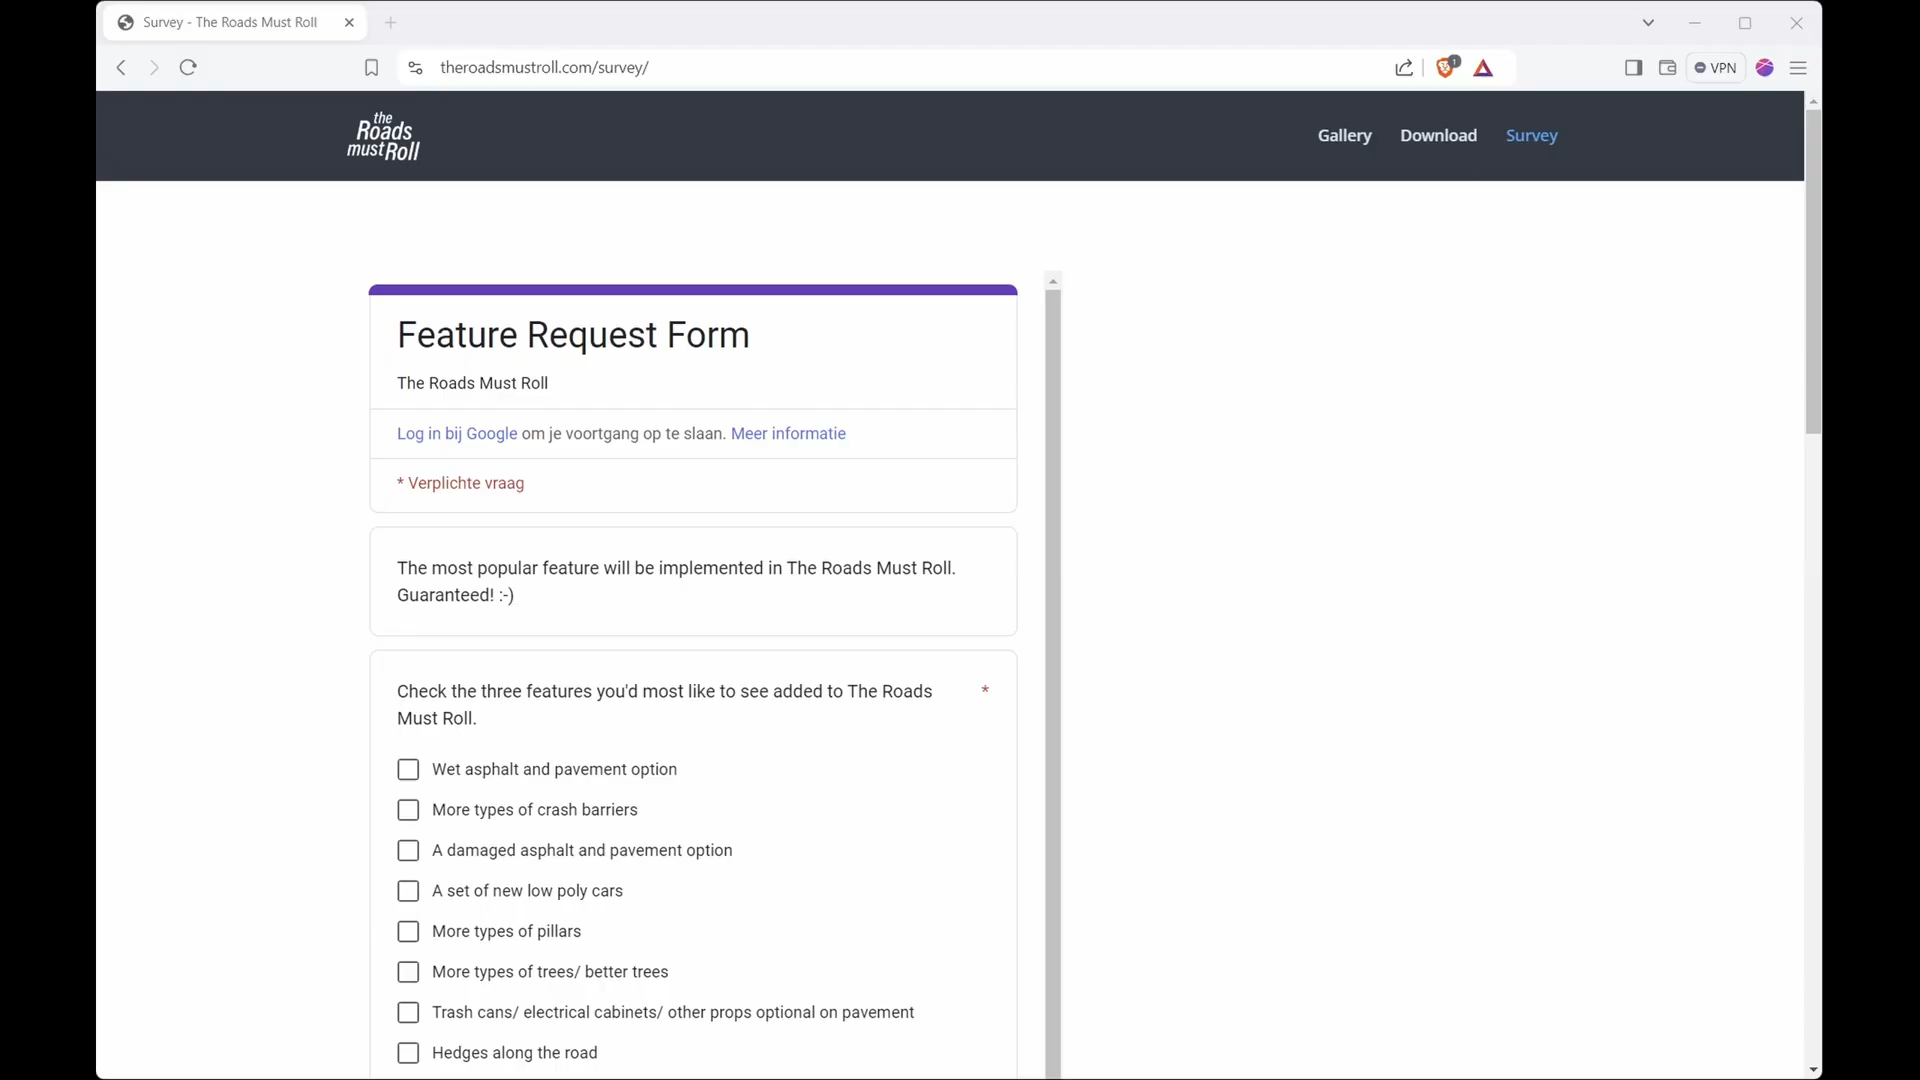 Survey - The Roads Must Roll
theroadsmustroll.com/survey/
1
VPN
the
Roads
must Roll
Gallery
Download
Survey
Feature Request Form
The Roads Must Roll
Log in bij Google om je voortgang op te slaan. Meer informatie
* Verplichte vraag
The most popular feature will be implemented in The Roads Must Roll.
Guaranteed! :-)
Check the three features you'd most like to see added to The Roads *
Must Roll.
Wet asphalt and pavement option
More types of crash barriers
A damaged asphalt and pavement option
A set of new low poly cars
More types of pillars
More types of trees/ better trees
Trash cans/ electrical cabinets/ other props optional on pavement
Hedges along the road